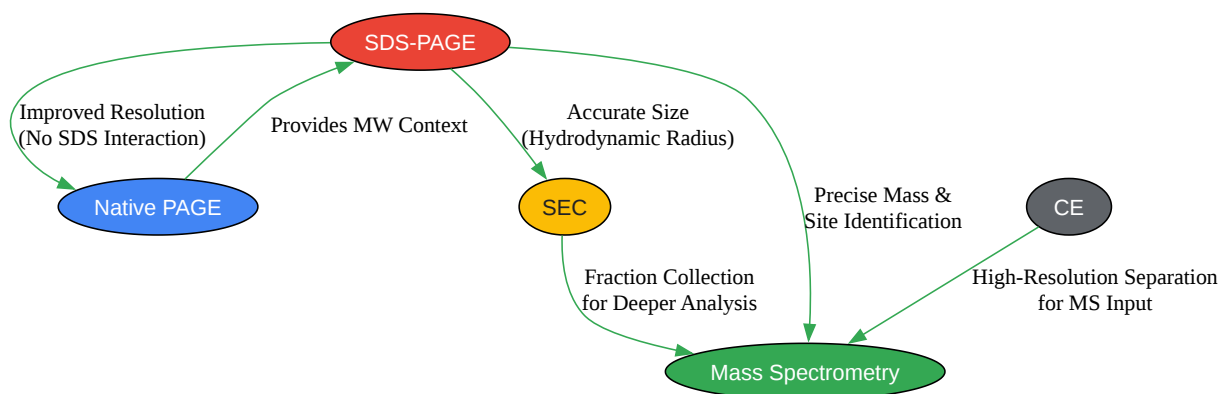 SDS-PAGE
Improved Resolution
(No SDS Interaction)
Provides MW Context
Accurate Size
(Hydrodynamic Radius)
Native PAGE
SEC
Precise Mass &
Site Identification
CE
Fraction Collection
for Deeper Analysis
High-Resolution Separation
for MS Input
Mass Spectrometry